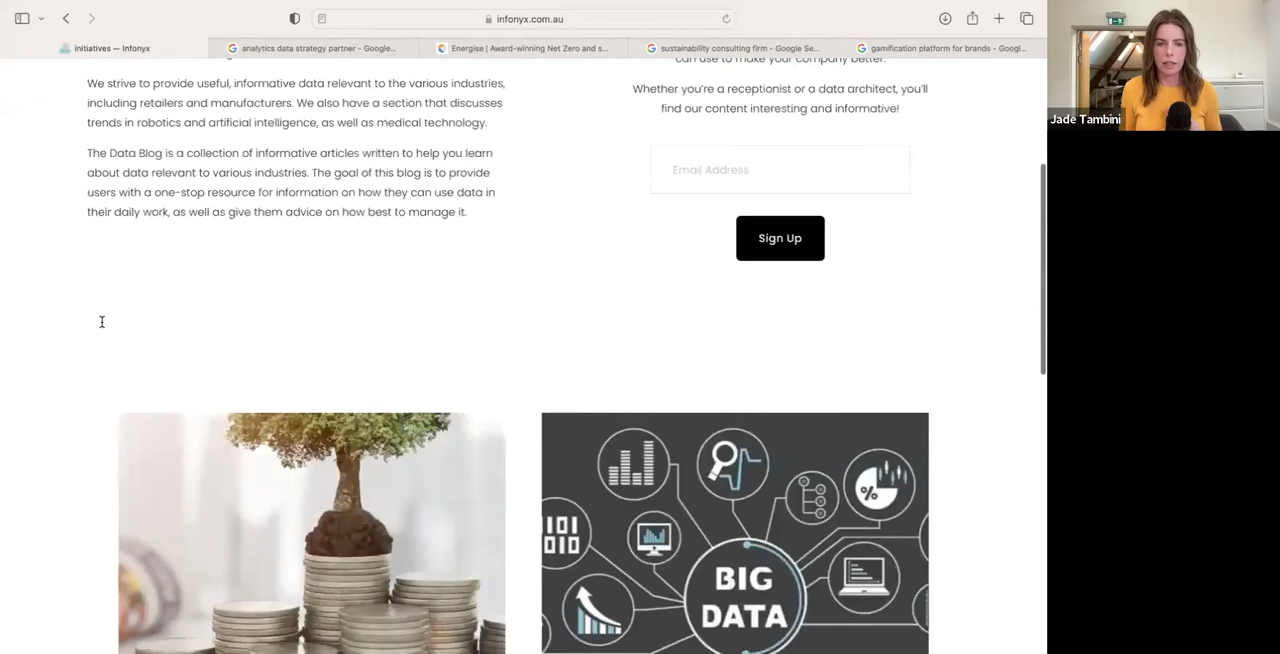 infonyx.com.au
Initiatives — Infonyx
analytics data strategy partner - Google...
Energise | Award-winning Net Zero and s...
sustainability consulting firm - Google Se...
gamification platform for brands - Googl...
We strive to provide useful, informative data relevant to the various industries,
including retailers and manufacturers. We also have a section that discusses
trends in robotics and artificial intelligence, as well as medical technology.
The Data Blog is a collection of informative articles written to help you learn
about data relevant to various industries. The goal of this blog is to provide
users with a one-stop resource for information on how they can use data in
their daily work, as well as give them advice on how best to manage it.
can use to make your company better.
Whether you're a receptionist or a data architect, you'll
find our content interesting and informative!
Email Address
Sign Up
101
010
%
BIG
DATA
Jade Tambini